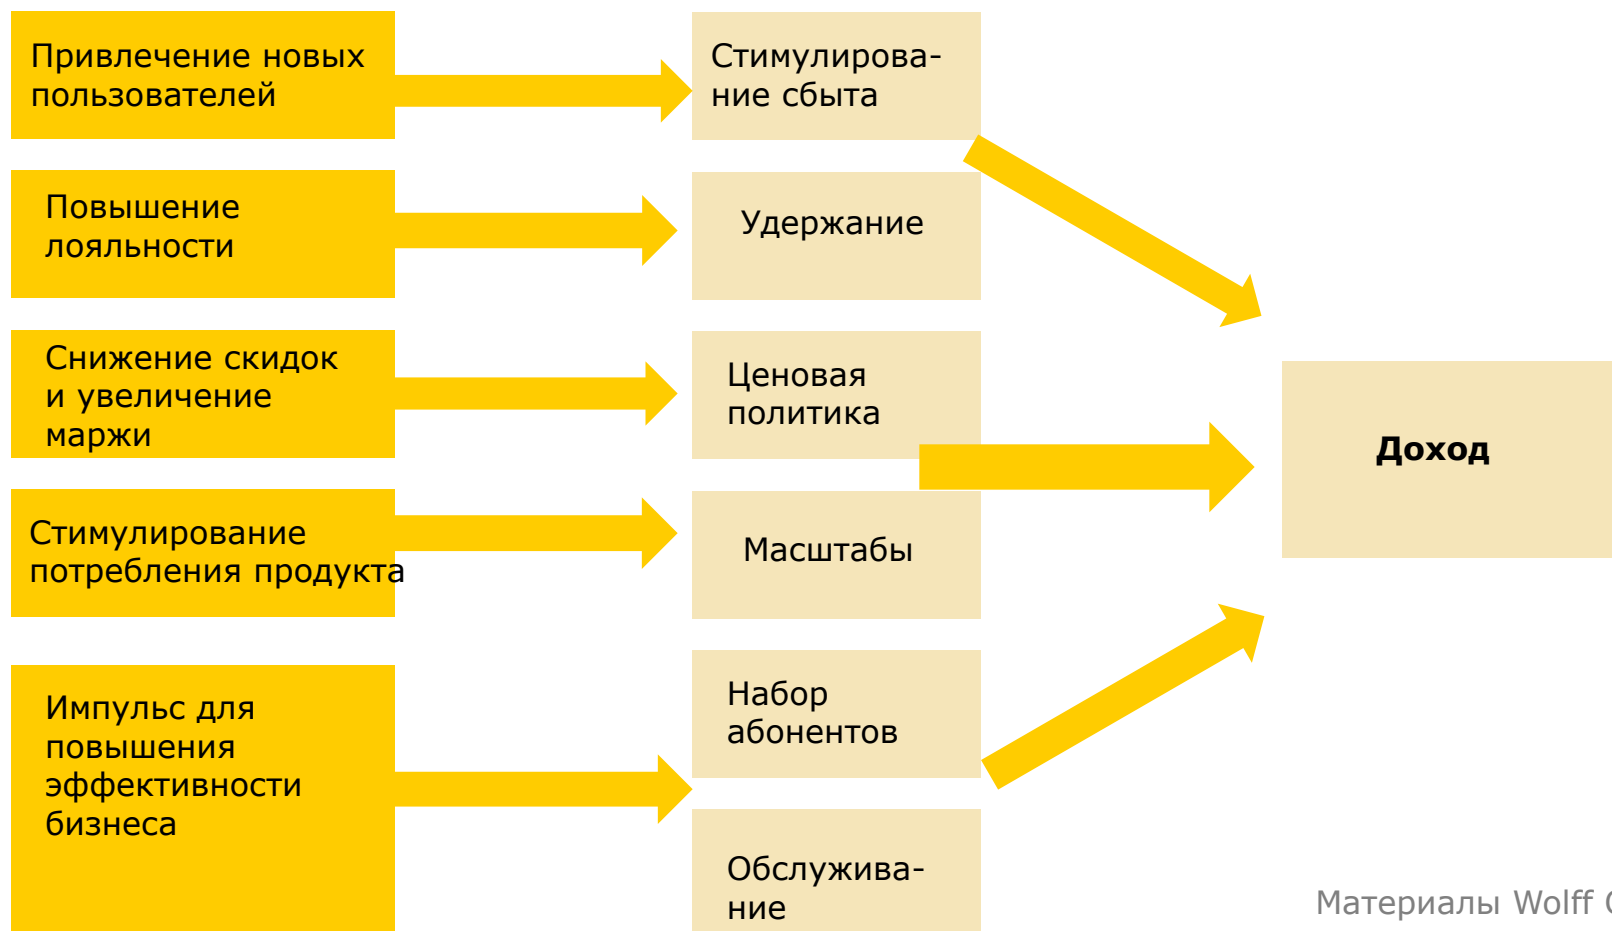 Привлечение новых
пользователей
Стимулирова-
ние сбыта
Повышение
лояльности
Удержание
Снижение скидок
и увеличение
маржи
Ценовая
политика
Доход
Стимулирование
потребления продукта
Масштабы
Импульс для
повышения
эффективности
бизнеса
Набор
абонентов
Обслужива-
ние
Материалы Wolff